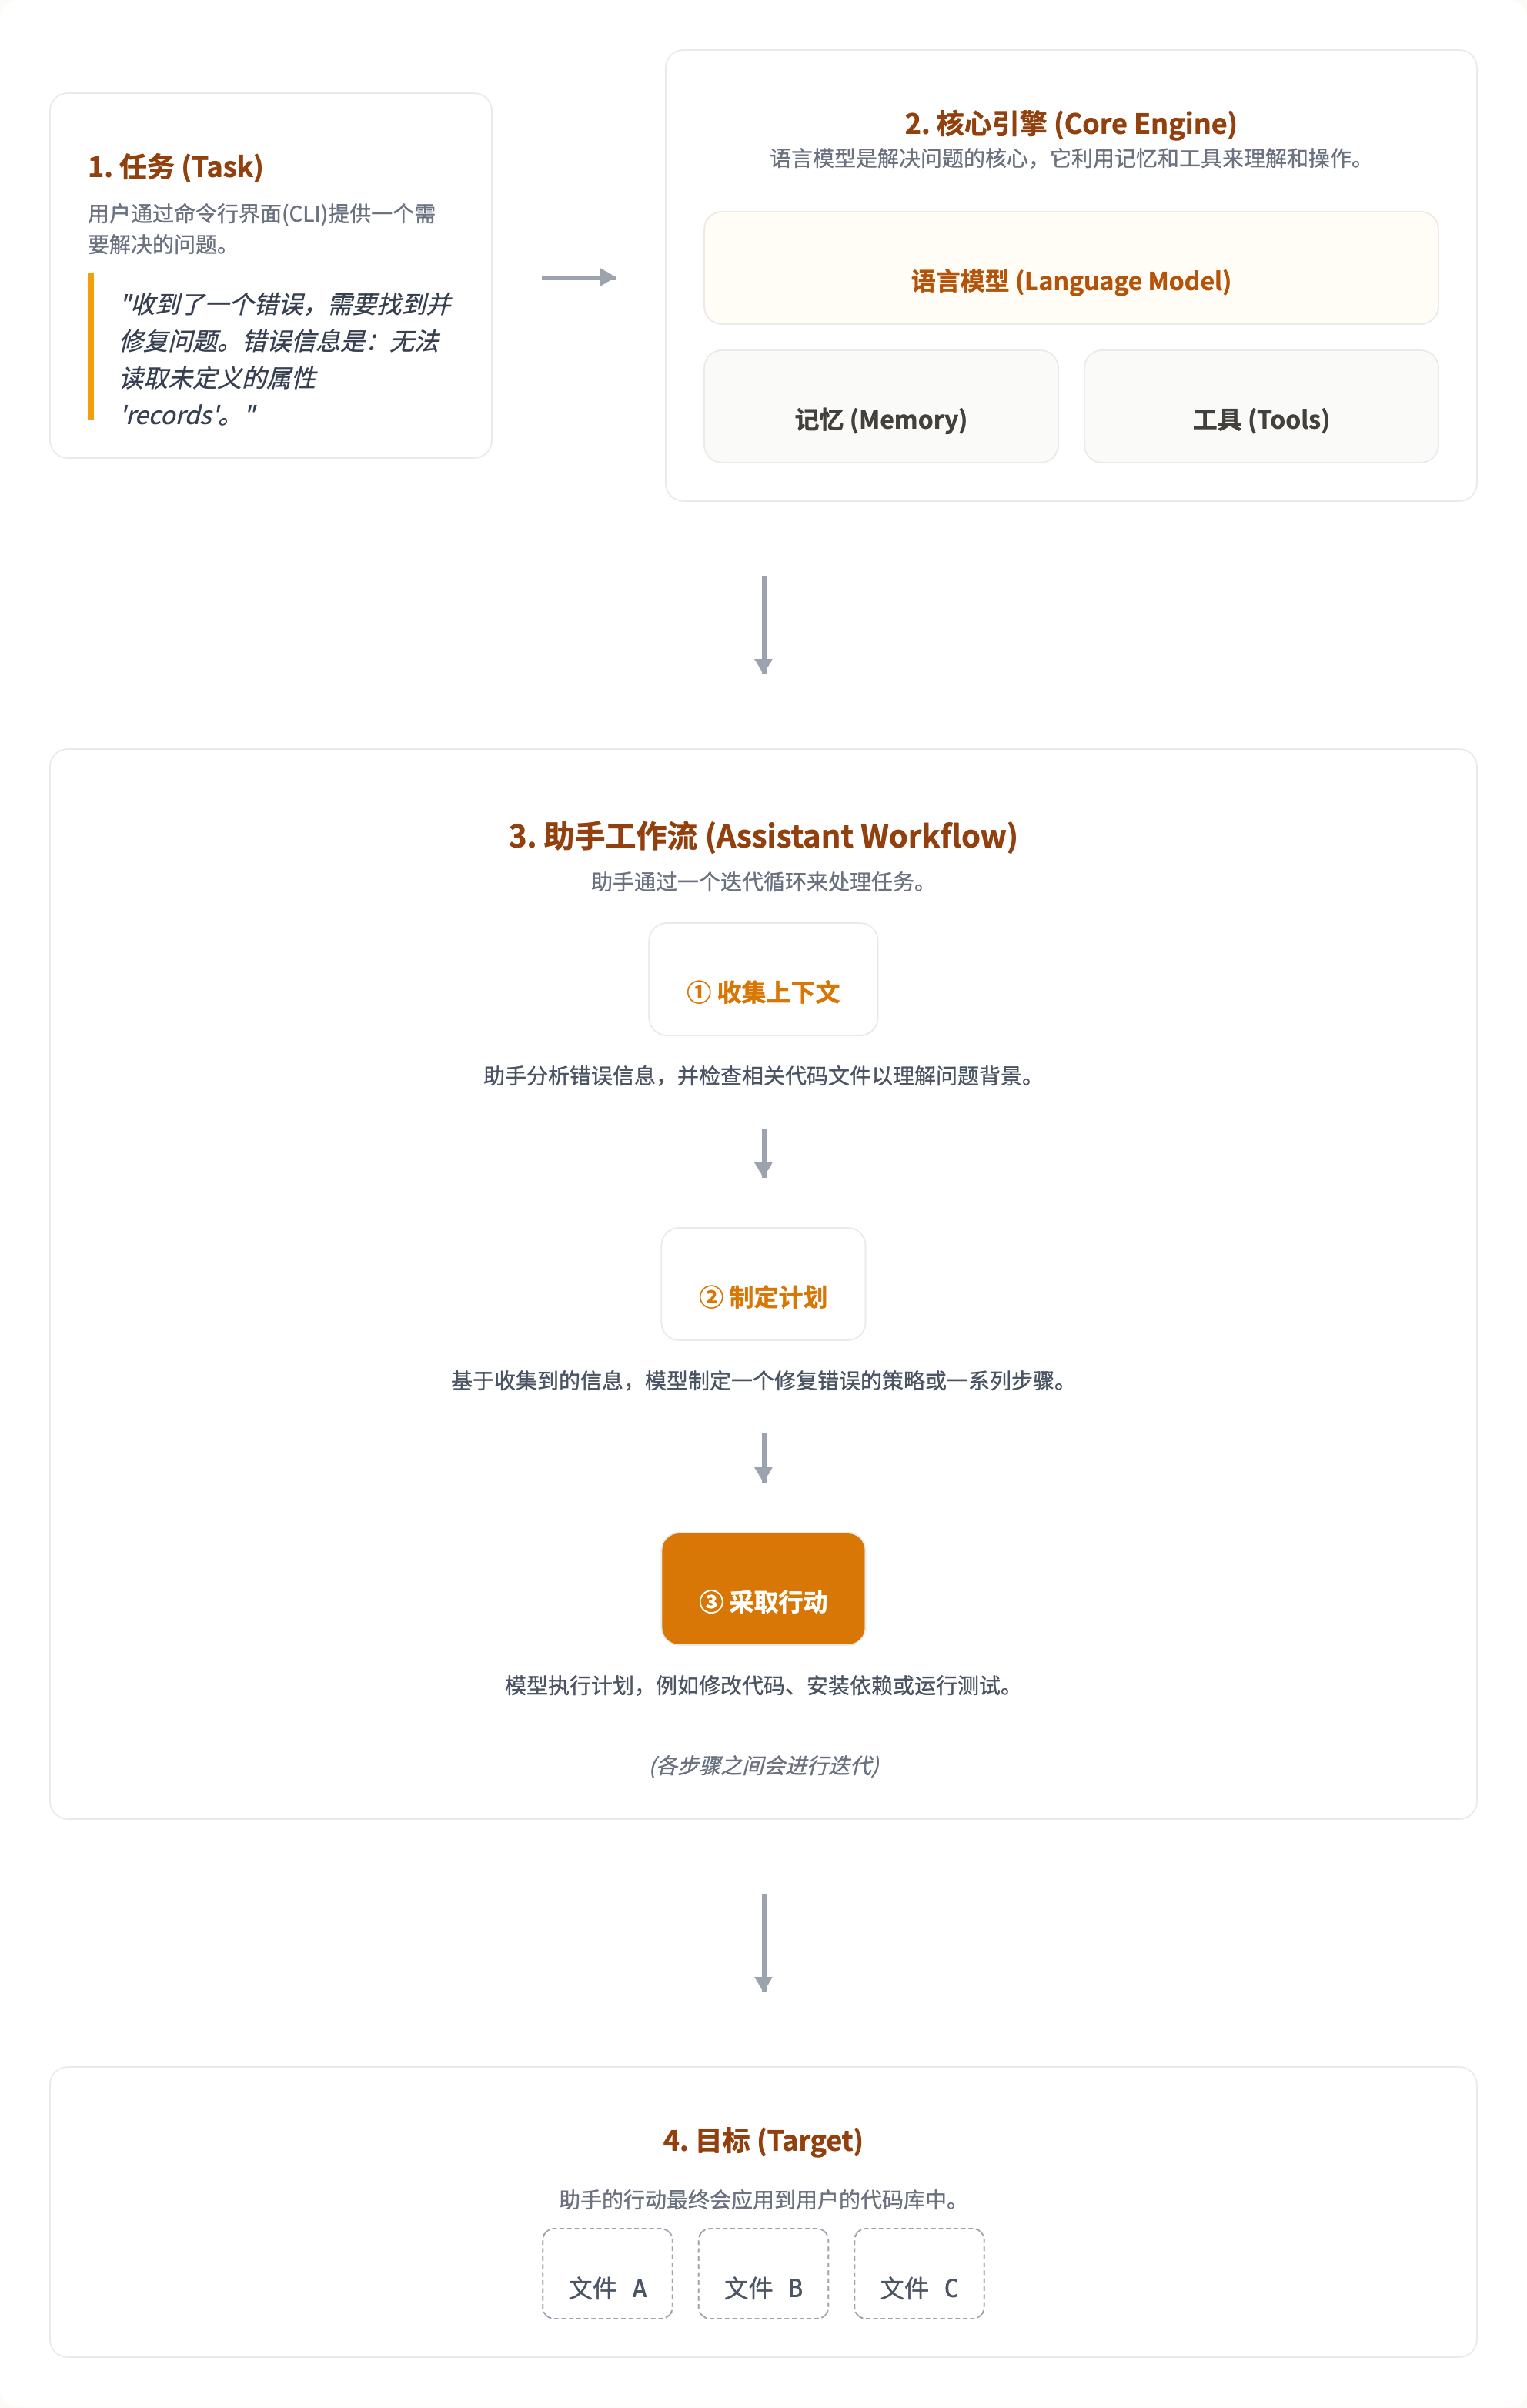 1. 任务 (Task)
用户通过命令行界面(CLI)提供一个需
要解决的问题。
"收到了一个错误，需要找到并
修复问题。错误信息是：无法
读取未定义的属性
'records'。"
2. 核心引擎 (Core Engine)
语言模型是解决问题的核心，它利用记忆和工具来理解和操作。
语言模型 (Language Model)
记忆 (Memory)
工具 (Tools)
3. 助手工作流 (Assistant Workflow)
助手通过一个迭代循环来处理任务。
① 收集上下文
助手分析错误信息，并检查相关代码文件以理解问题背景。
② 制定计划
基于收集到的信息，模型制定一个修复错误的策略或一系列步骤。
③ 采取行动
模型执行计划，例如修改代码、安装依赖或运行测试。
(各步骤之间会进行迭代)
4. 目标 (Target)
助手的行动最终会应用到用户的代码库中。
文件 A
文件 B
文件 C